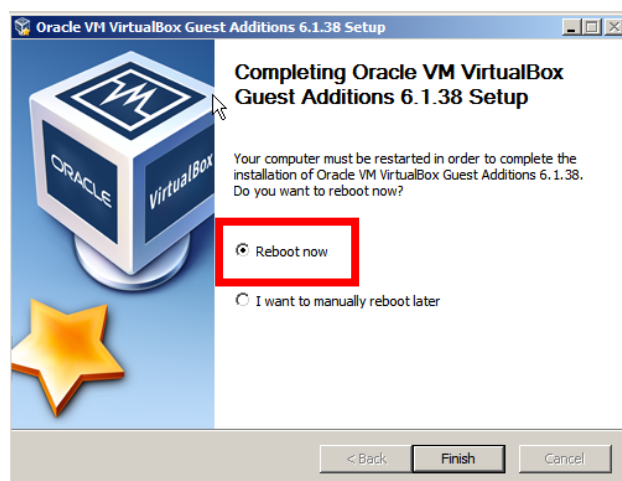 Oracle VM VirtualBox Guest Additions 6.1.38 Setup
Completing Oracle VM VirtualBox
Guest Additions 6.1.38 Setup
ORACLE
VirtualBox
Your computer must be restarted in order to complete the
installation of Oracle VM VirtualBox Guest Additions 6.1.38.
Do you want to reboot now?
Reboot now
I want to manually reboot later
< Back Finish Cancel